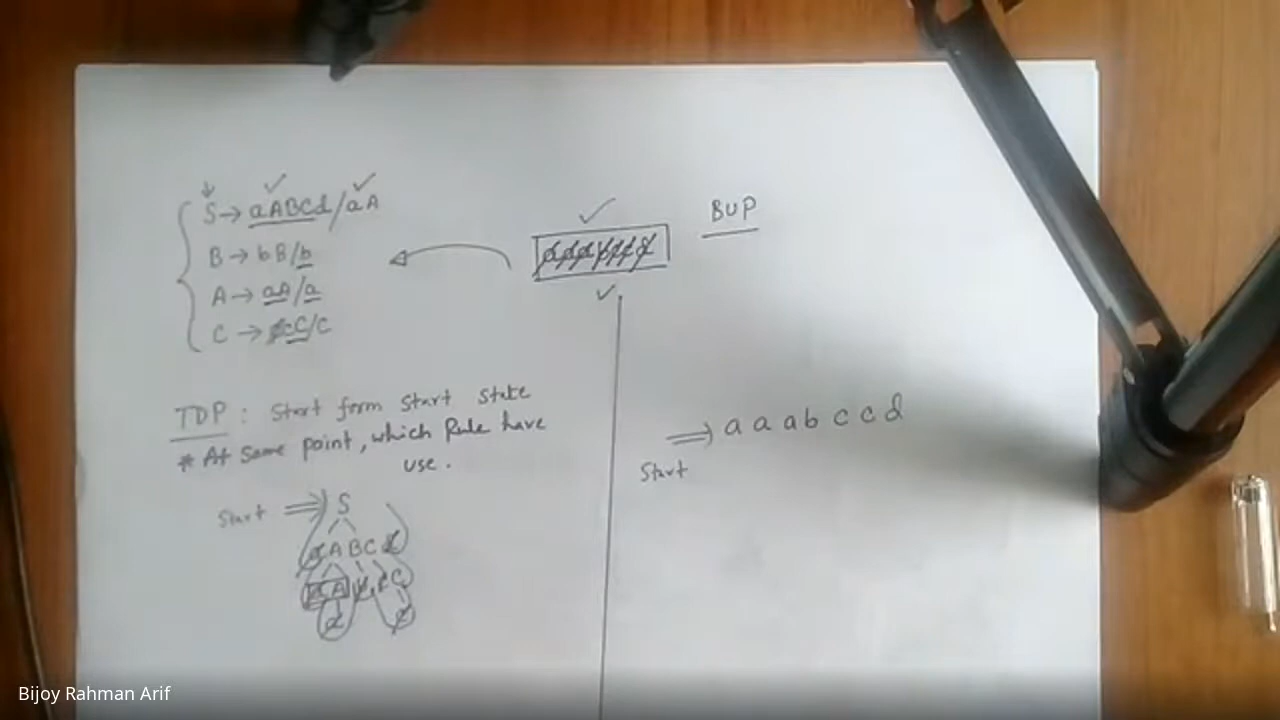 S → aABCd/aA
B → bB/b
A → aA/a
C → cC/c
BUP
TDP : Start form start state
* At same point, which Rule have
use.
Start ⇒ S
a A B C d
a A b c C
a c
⇒ a a a b c c d
Start
Bijoy Rahman Arif